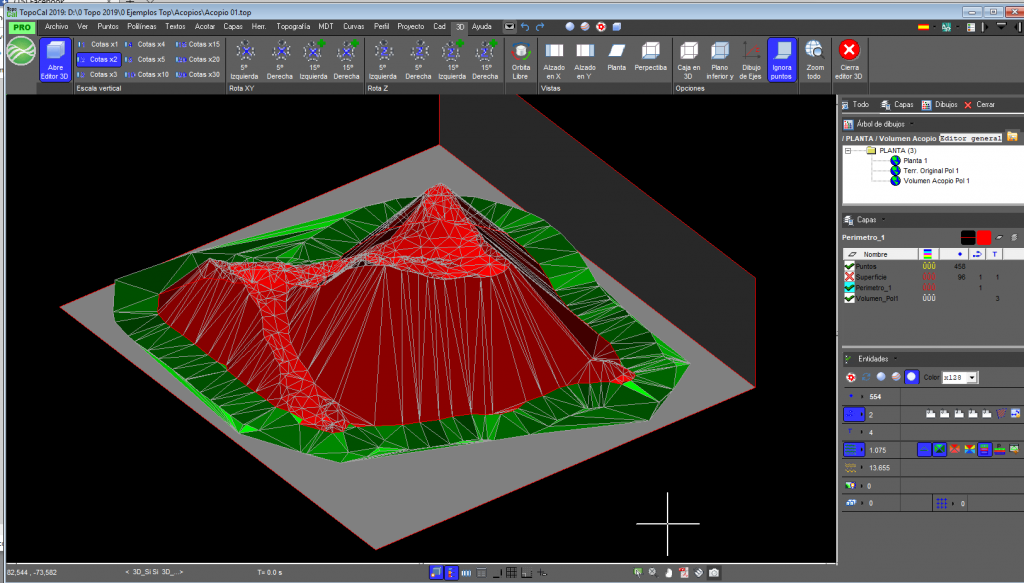 TopoCal 2019: D:\0 Topo 2019\0 Ejemplos Top\Acopios\Acopio 01.top
PRO Archivo Ver Puntos Polilíneas Textos Acotar Capas Herr. Topografía MDT Curvas Perfil Proyecto Cad 3D Ayuda
Cotas x1 Cotas x4 Cotas x15
Cotas x2 Cotas x5 Cotas x20
Cotas x3 Cotas x10 Cotas x30
Abre Editor 3D
Escala vertical
5º Izquierda 5º Derecha 15º Izquierda 15º Derecha
Rota XY
5º Izquierda 5º Derecha 15º Izquierda 15º Derecha
Rota Z
Orbita Libre
Alzado en X Alzado en Y Planta Perpectiba
Vistas
Caja en 3D Plano inferior y Dibujo de Ejes Ignora puntos
Opciones
Zoom todo
Cierra editor 3D
Todo Capas Dibujos Cerrar
Árbol de dibujos
/ PLANTA / Volumen Acopio Editor general
PLANTA (3)
Planta 1
Terr. Original Pol 1
Volumen Acopio Pol 1
Capas
Perimetro_1
Nombre T
Puntos 458
Superficie 96 1 1
Perimetro_1 1
Volumen_Pol1 3
Entidades
Color x128
554
2
4
1.075
13.655
0
0 0
82,544 , -73,582 < 3D_Si Si 3D_...> T= 0.0 s